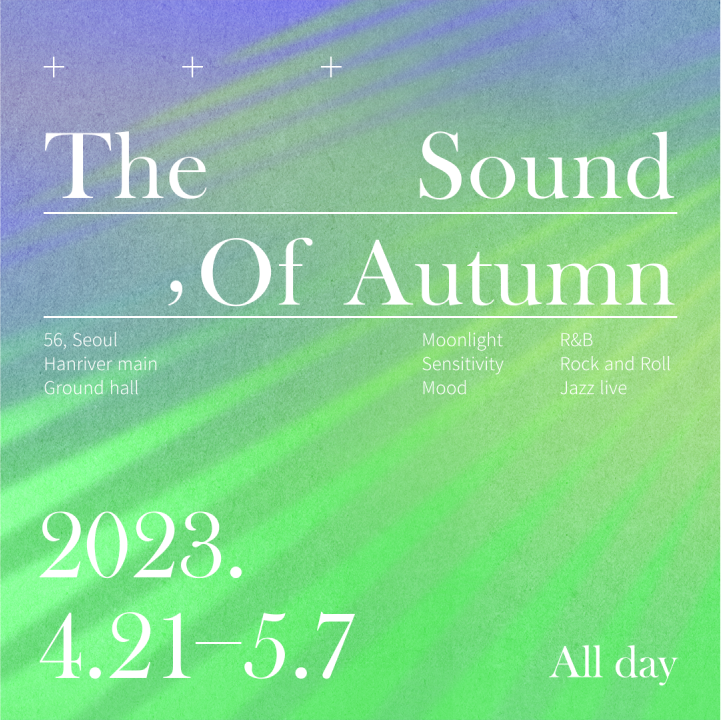 The Sound
,Of Autumn
56, Seoul
Hanriver main
Ground hall
Moonlight
Sensitivity
Mood
R&B
Rock and Roll
Jazz live
2023.
4.21—5.7
All day